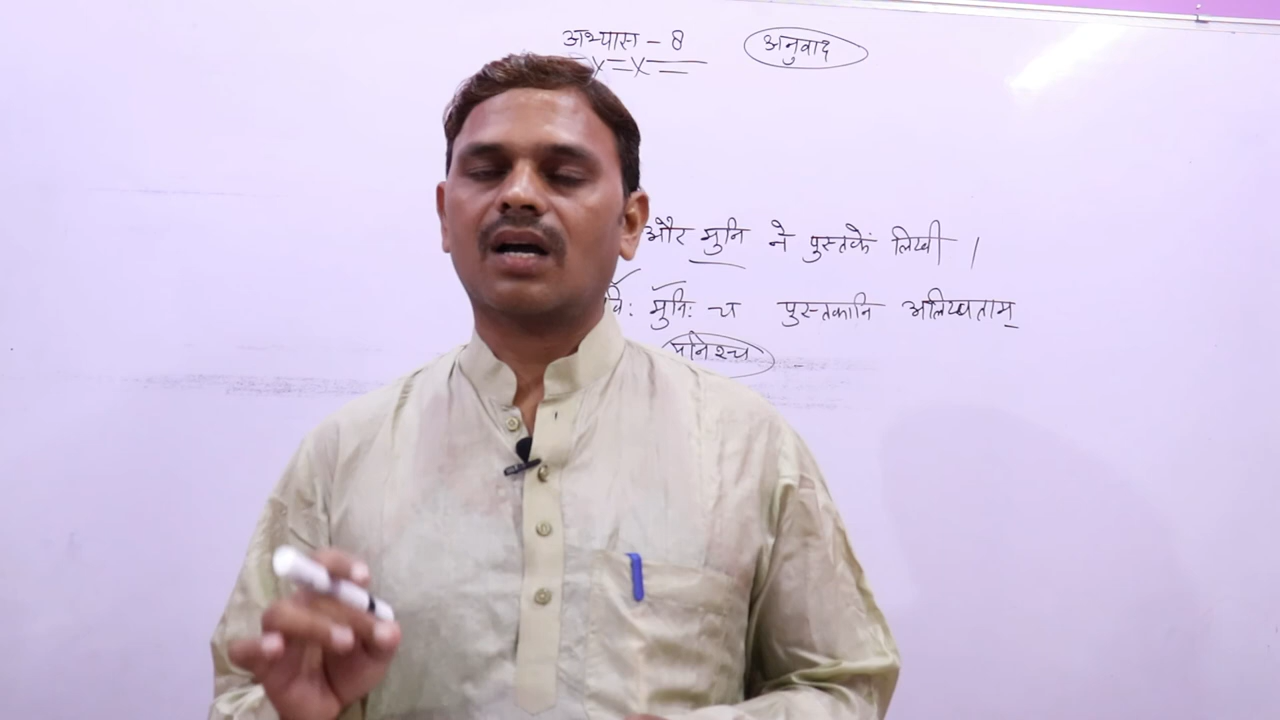 अभ्यास - 8 अनुवाद
और मुनि ने पुस्तकें लिखी ।
मुनिः च पुस्तकानि अलिखताम्
मुनिश्च